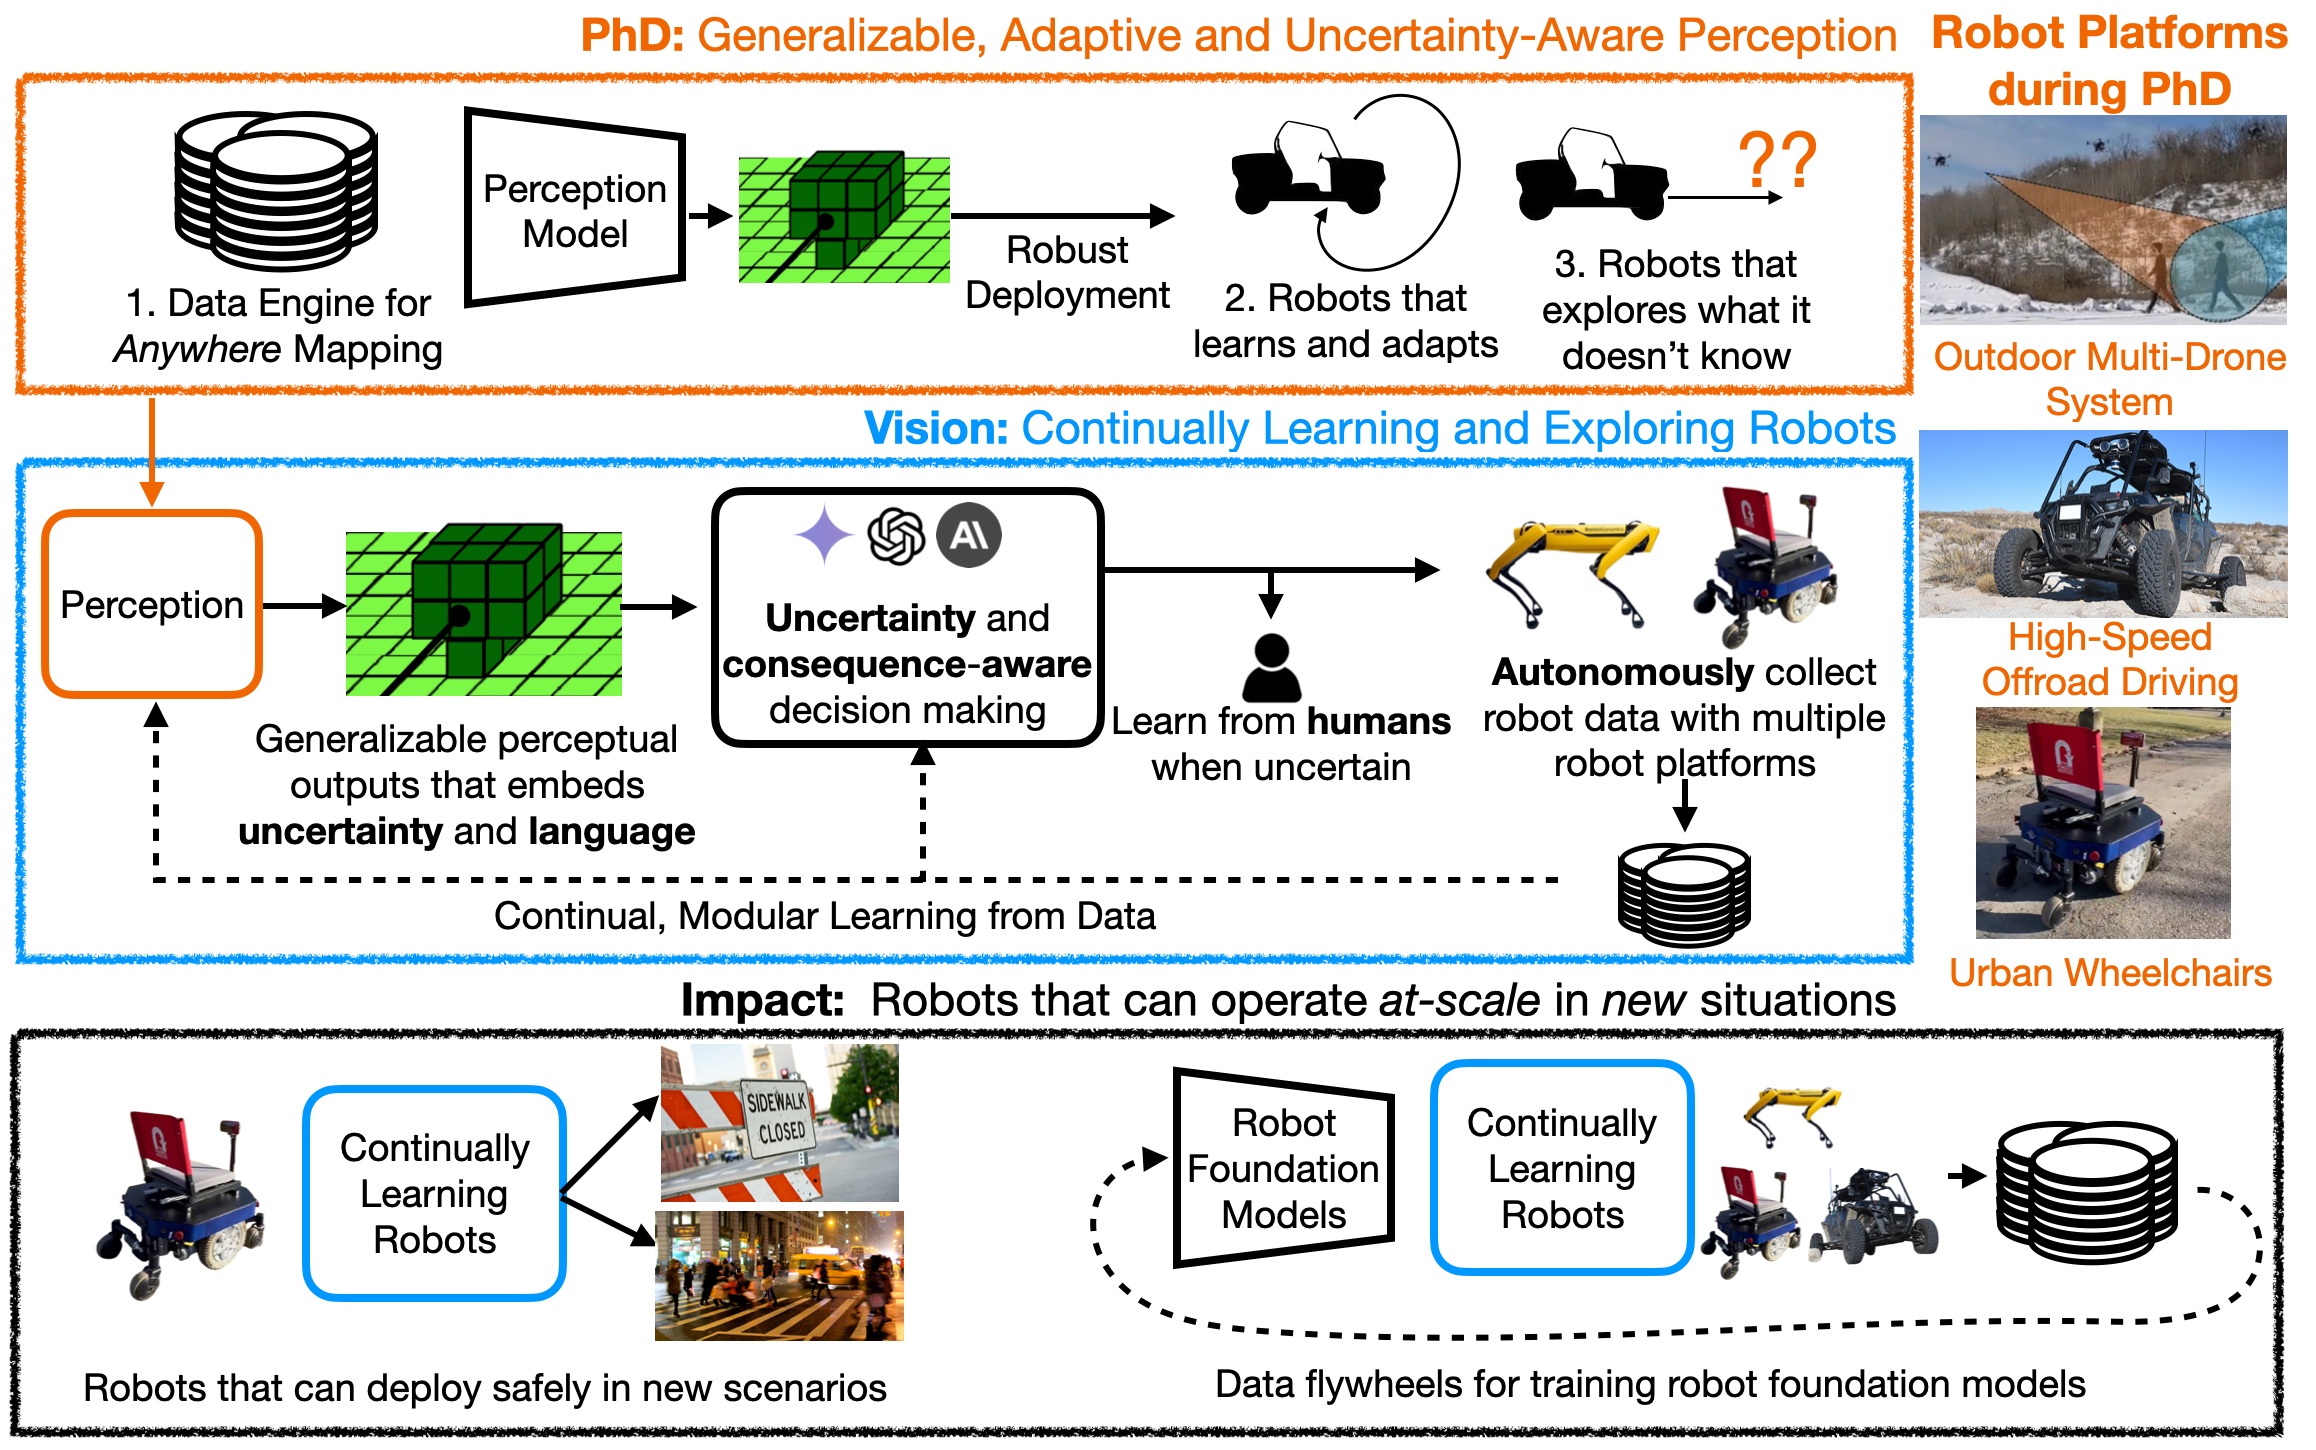 PhD: Generalizable, Adaptive and Uncertainty-Aware Perception
Robot Platforms
during PhD
Perception
Model
1. Data Engine for
Anywhere Mapping
Robust
Deployment
2. Robots that
learns and adapts
??
3. Robots that
explores what it
doesn't know
Outdoor Multi-Drone
System
High-Speed
Offroad Driving
Urban Wheelchairs
Vision: Continually Learning and Exploring Robots
Perception
Generalizable perceptual
outputs that embeds
uncertainty and language
AI
Uncertainty and
consequence-aware
decision making
Learn from humans
when uncertain
Autonomously collect
robot data with multiple
robot platforms
Continual, Modular Learning from Data
Impact: Robots that can operate at-scale in new situations
Continually
Learning
Robots
SIDEWALK
CLOSED
Robots that can deploy safely in new scenarios
Robot
Foundation
Models
Continually
Learning
Robots
Data flywheels for training robot foundation models